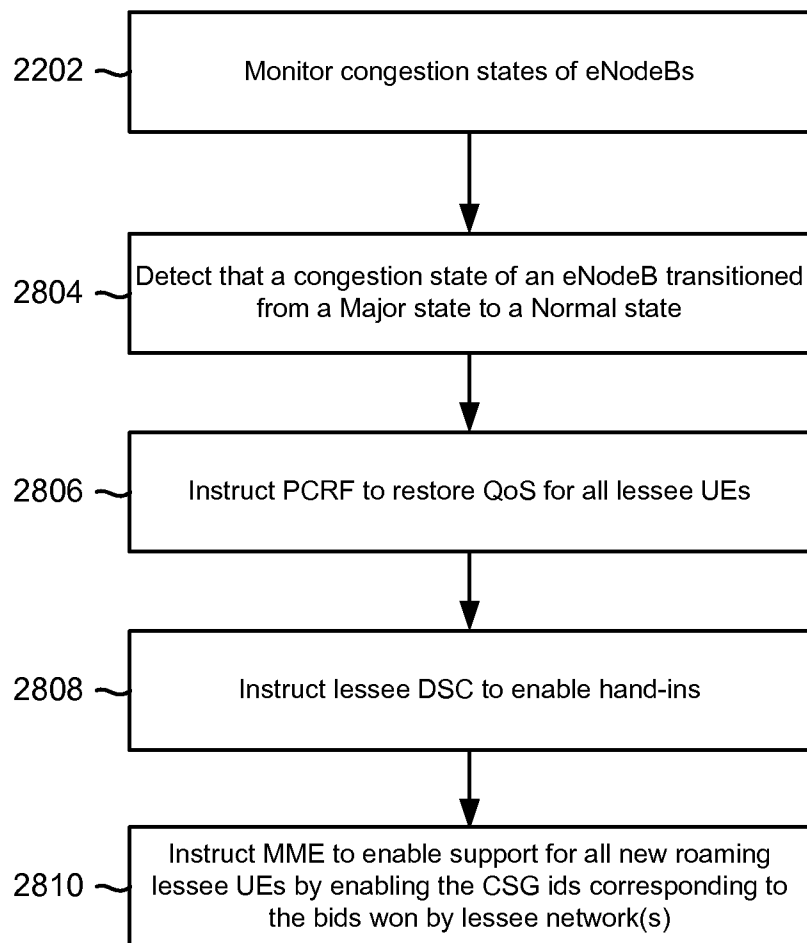 2202
Monitor congestion states of eNodeBs
2804
Detect that a congestion state of an eNodeB transitioned
from a Major state to a Normal state
2806
Instruct PCRF to restore QoS for all lessee UEs
2808
Instruct lessee DSC to enable hand-ins
2810
Instruct MME to enable support for all new roaming
lessee UEs by enabling the CSG ids corresponding to
the bids won by lessee network(s)